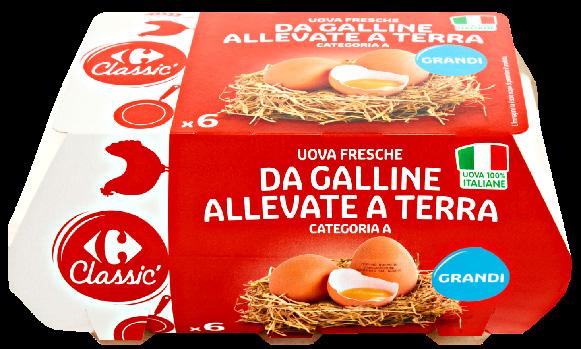 UOVA FRESCHE
DA GALLINE
ALLEVATE A TERRA
CATEGORIA A
GRANDI
Classic'
x6
UOVA FRESCHE
DA GALLINE
ALLEVATE A TERRA
CATEGORIA A
UOVA 100%
ITALIANE
Classic'
GRANDI
x6